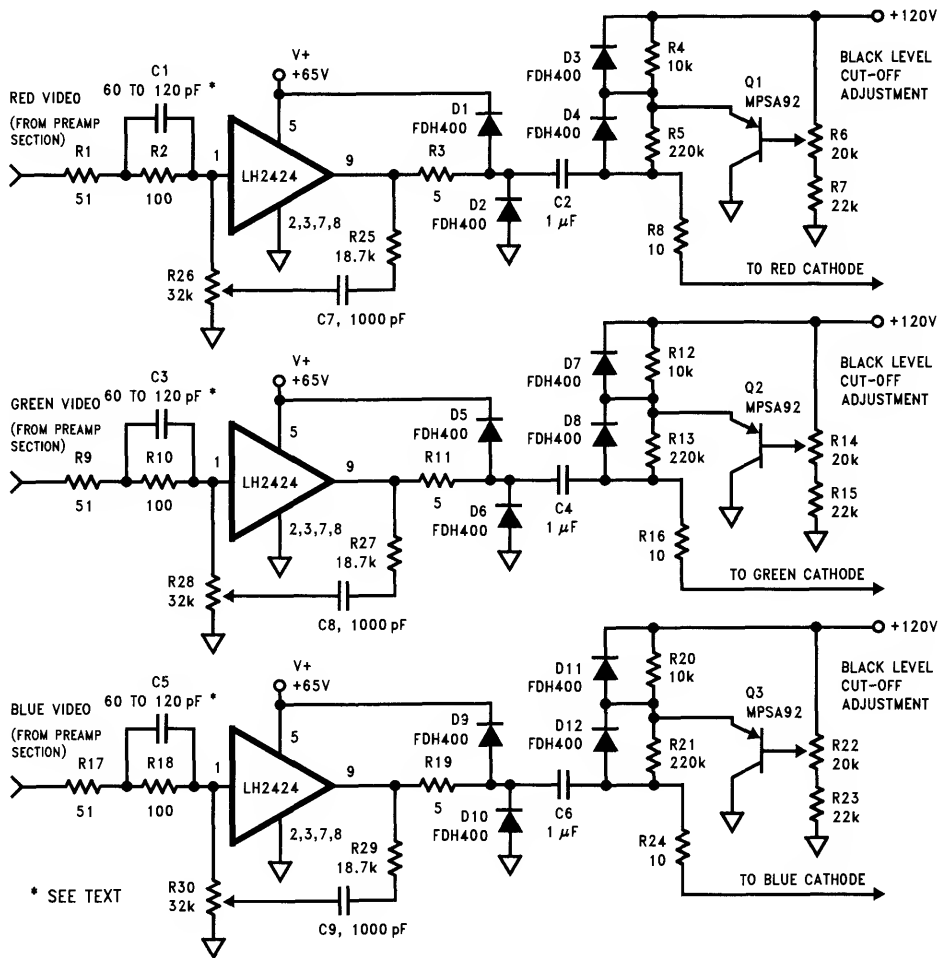 +120V
V+
+65V
C1
60 TO 120 pF *
RED VIDEO
(FROM PREAMP
SECTION)
R1
51
R2
100
1
5
LH2424
9
2,3,7,8
R26
32k
R25
18.7k
C7, 1000 pF
R3
5
D1
FDH400
D2
FDH400
C2
1 μF
D3
FDH400
D4
FDH400
R4
10k
R5
220k
Q1
MPSA92
BLACK LEVEL
CUT-OFF
ADJUSTMENT
R6
20k
R7
22k
R8
10
TO RED CATHODE
+120V
V+
+65V
C3
60 TO 120 pF *
GREEN VIDEO
(FROM PREAMP
SECTION)
R9
51
R10
100
1
5
LH2424
9
2,3,7,8
R28
32k
R27
18.7k
C8, 1000 pF
R11
5
D5
FDH400
D6
FDH400
C4
1 μF
D7
FDH400
D8
FDH400
R12
10k
R13
220k
Q2
MPSA92
BLACK LEVEL
CUT-OFF
ADJUSTMENT
R14
20k
R15
22k
R16
10
TO GREEN CATHODE
+120V
V+
+65V
C5
60 TO 120 pF *
BLUE VIDEO
(FROM PREAMP
SECTION)
R17
51
R18
100
1
5
LH2424
9
2,3,7,8
R30
32k
R29
18.7k
C9, 1000 pF
R19
5
D9
FDH400
D10
FDH400
C6
1 μF
D11
FDH400
D12
FDH400
R20
10k
R21
220k
Q3
MPSA92
BLACK LEVEL
CUT-OFF
ADJUSTMENT
R22
20k
R23
22k
R24
10
TO BLUE CATHODE
* SEE TEXT